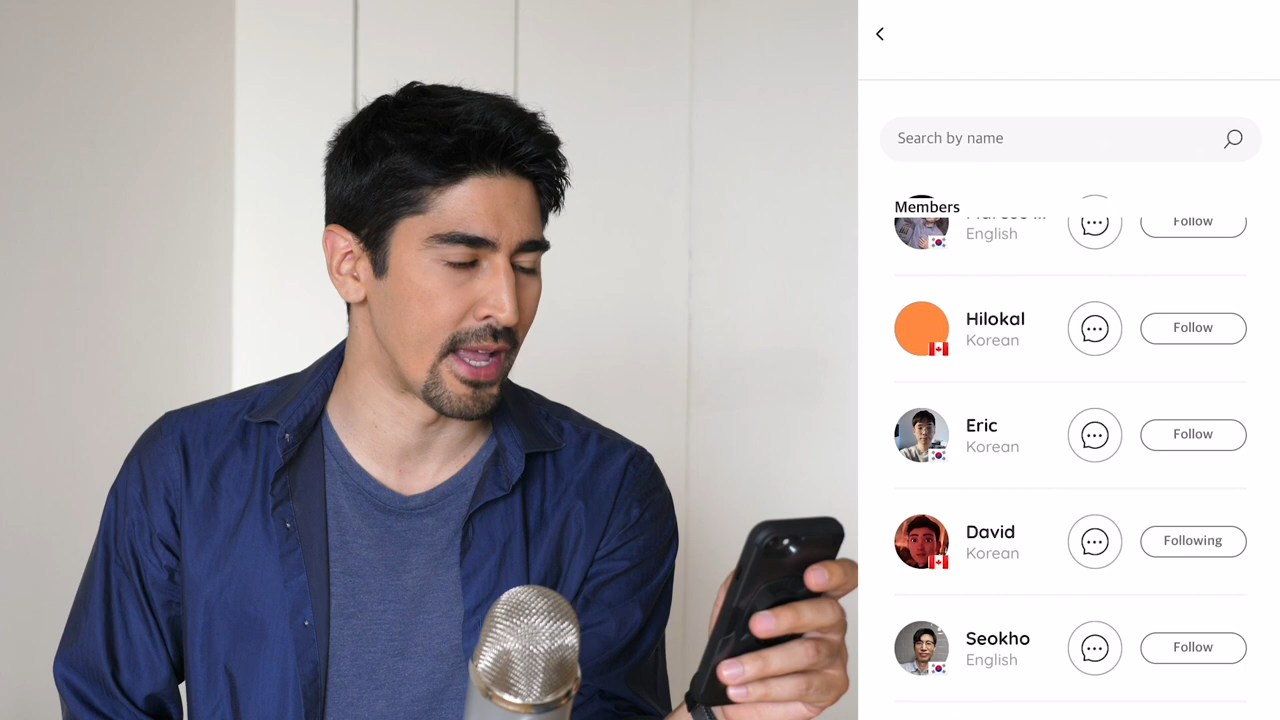 Search by name
Members
English
Follow
Hilokal
Korean
Follow
Eric
Korean
Follow
David
Korean
Following
Seokho
English
Follow